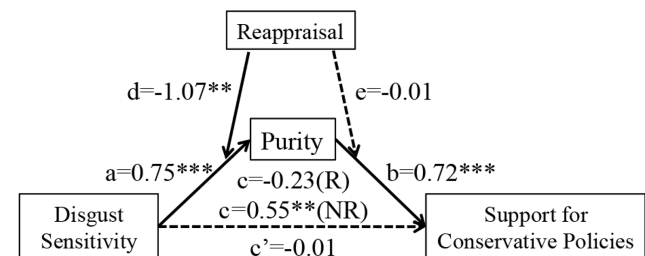 Reappraisal
d=-1.07**
e=-0.01
Purity
a=0.75***
b=0.72***
c=-0.23(R)
c=0.55**(NR)
Disgust
Sensitivity
Support for
Conservative Policies
c’=-0.01